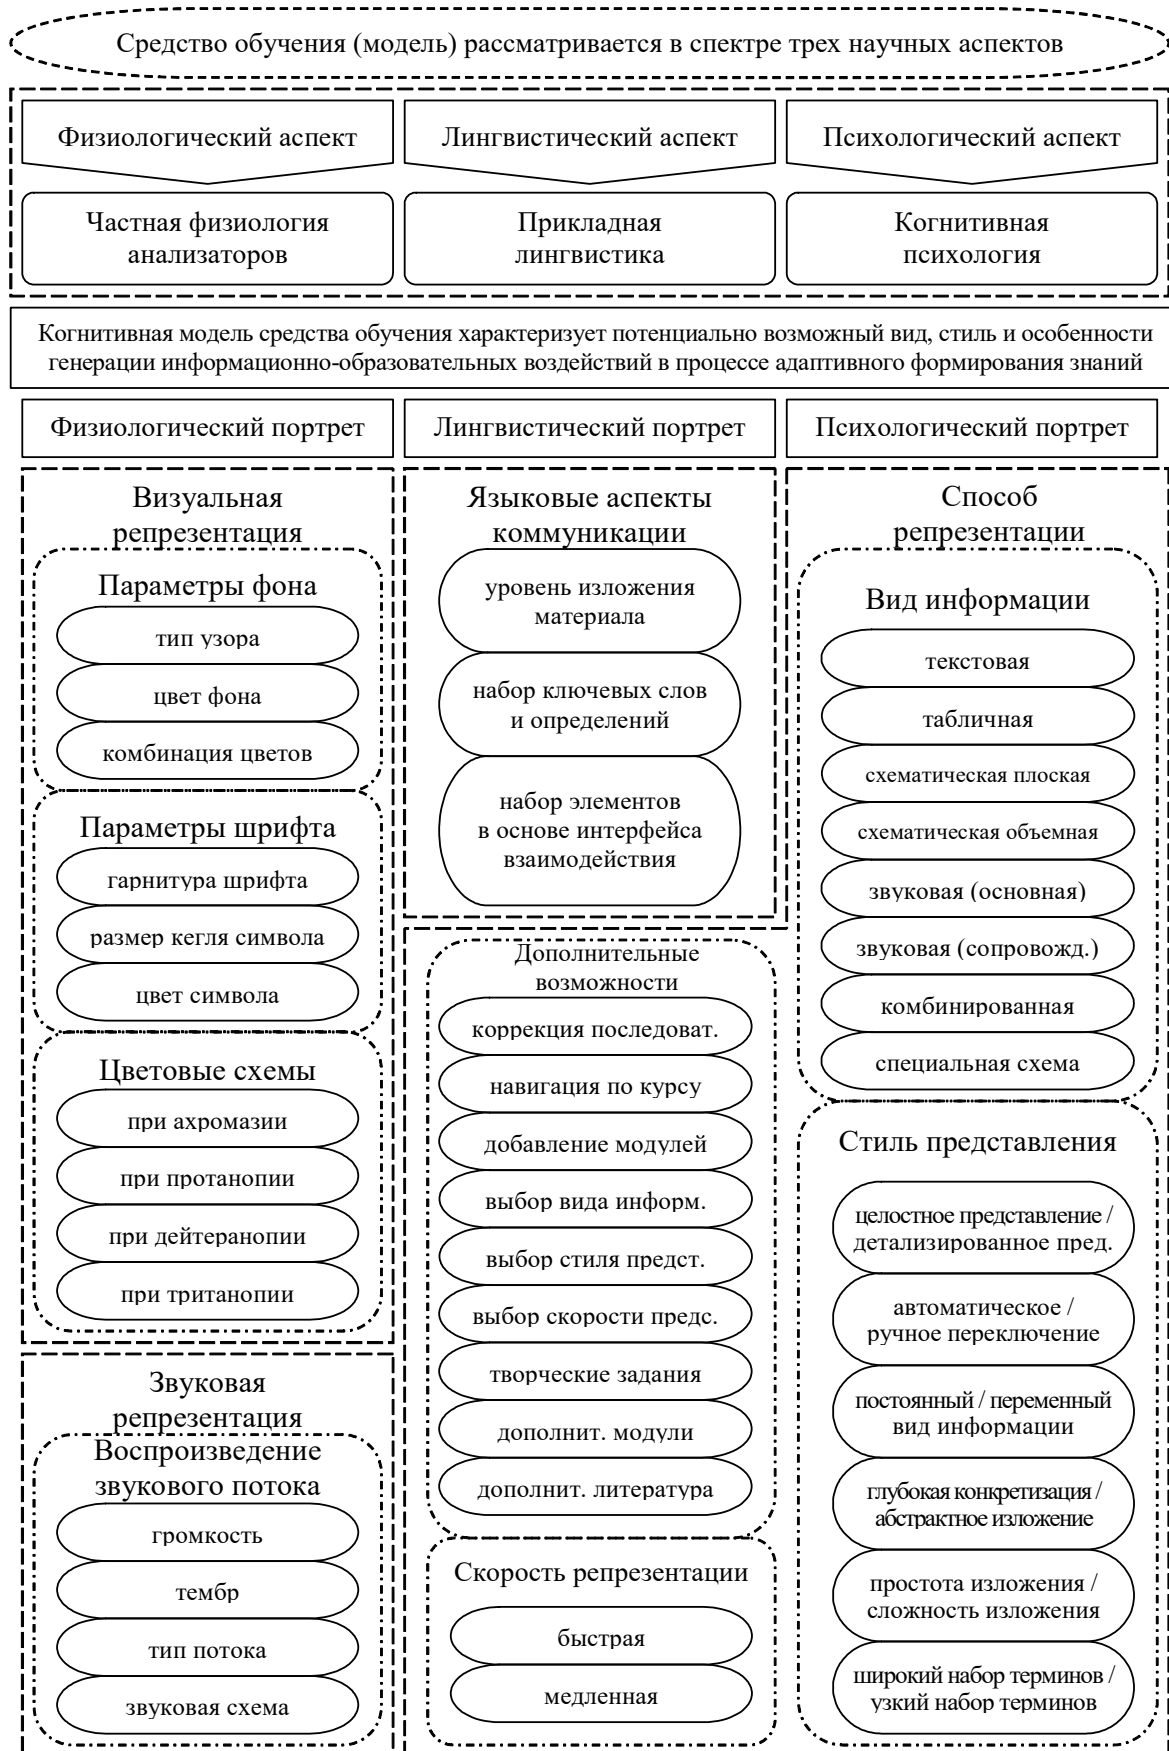 Средство обучения (модель) рассматривается в спектре трех научных аспектов
Физиологический аспект
Лингвистический аспект
Психологический аспект
Частная физиология
анализаторов
Прикладная
лингвистика
Когнитивная
психология
Когнитивная модель средства обучения характеризует потенциально возможный вид, стиль и особенности
генерации информационно-образовательных воздействий в процессе адаптивного формирования знаний
Физиологический портрет
Лингвистический портрет
Психологический портрет
Визуальная
репрезентация
Параметры фона
тип узора
цвет фона
комбинация цветов
Параметры шрифта
гарнитура шрифта
размер кегля символа
цвет символа
Цветовые схемы
при ахромазии
при протанопии
при дейтеранопии
при тританопии
Звуковая
репрезентация
Воспроизведение
звукового потока
громкость
тембр
тип потока
звуковая схема
Языковые аспекты
коммуникации
уровень изложения
материала
набор ключевых слов
и определений
набор элементов
в основе интерфейса
взаимодействия
Дополнительные
возможности
коррекция последоват.
навигация по курсу
добавление модулей
выбор вида информ.
выбор стиля предст.
выбор скорости предс.
творческие задания
дополнит. модули
дополнит. литература
Скорость репрезентации
быстрая
медленная
Способ
репрезентации
Вид информации
текстовая
табличная
схематическая плоская
схематическая объемная
звуковая (основная)
звуковая (сопровожд.)
комбинированная
специальная схема
Стиль представления
целостное представление /
детализированное пред.
автоматическое /
ручное переключение
постоянный / переменный
вид информации
глубокая конкретизация /
абстрактное изложение
простота изложения /
сложность изложения
широкий набор терминов /
узкий набор терминов